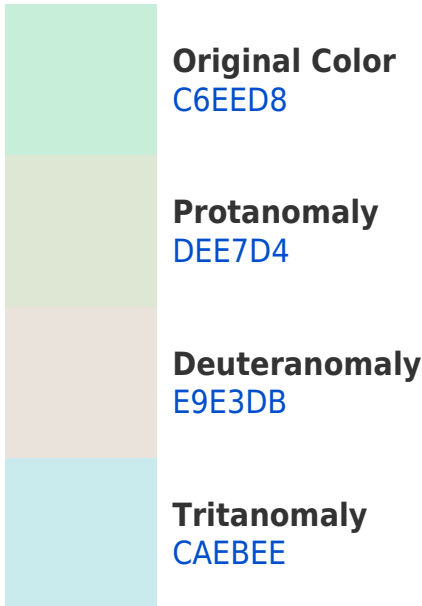 Original Color
C6EED8
Protanomaly
DEE7D4
Deuteranomaly
E9E3DB
Tritanomaly
CAEBEE